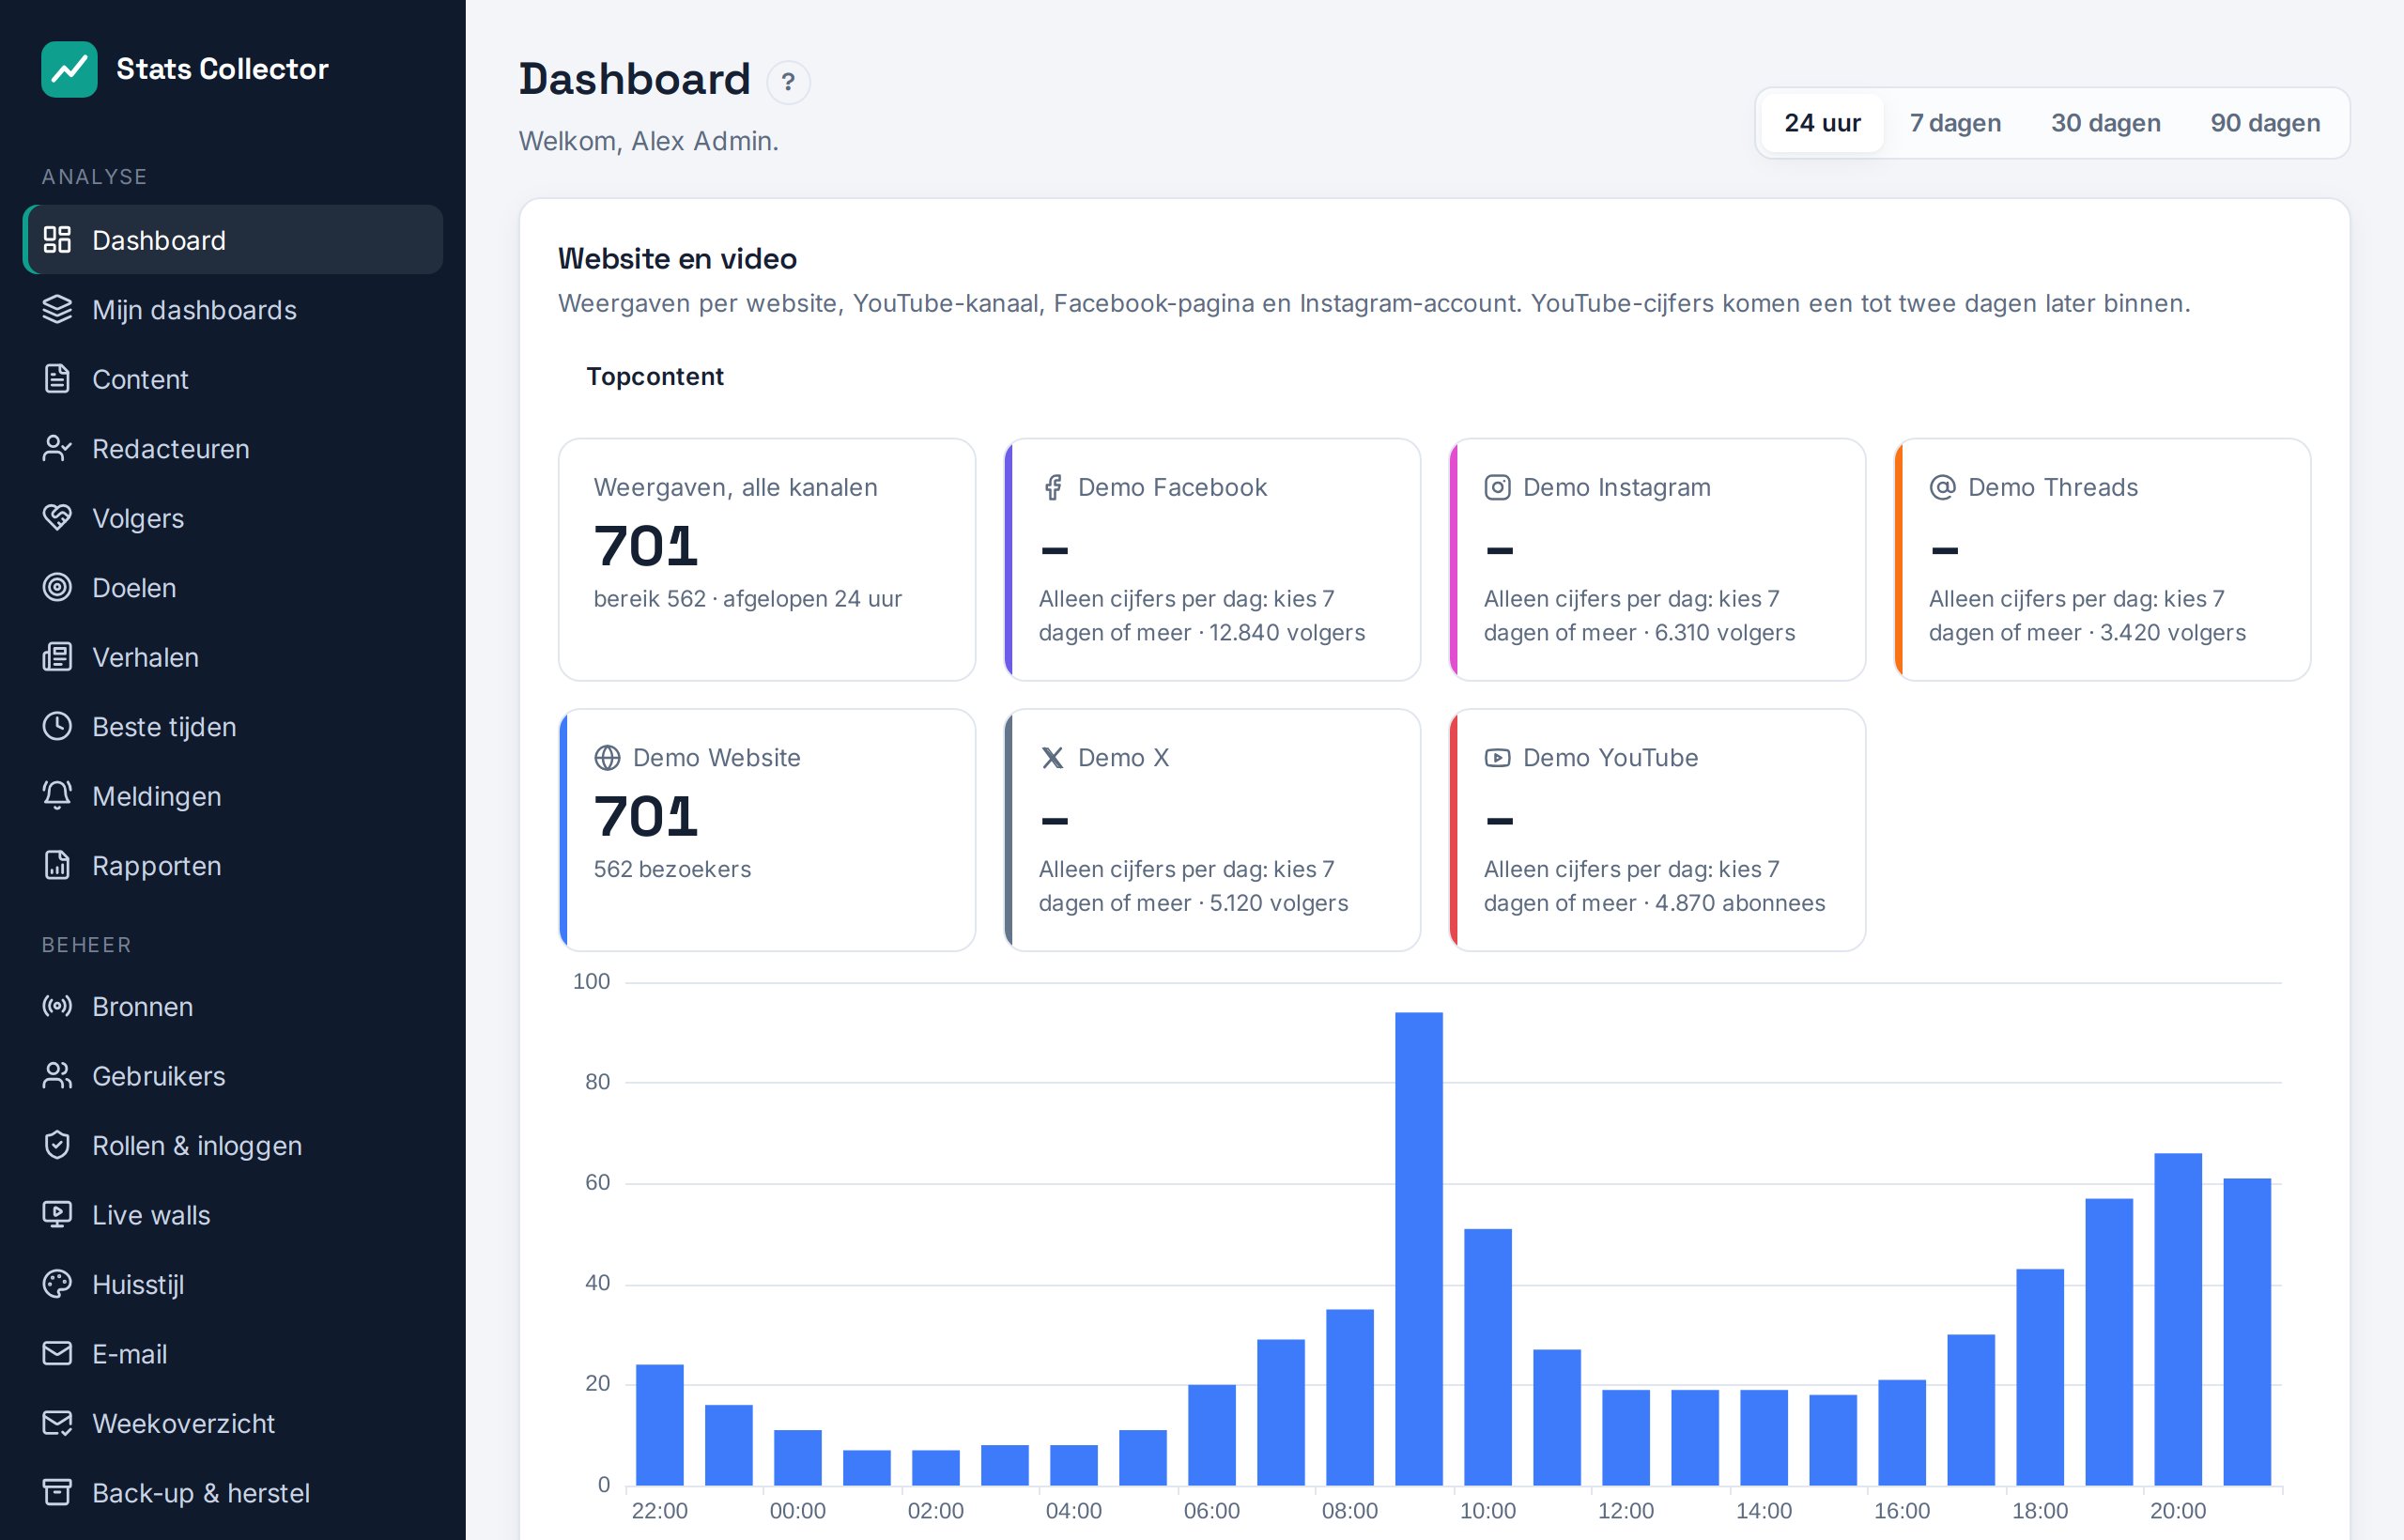 Stats Collector
ANALYSE
Dashboard
Mijn dashboards
Content
Redacteuren
Volgers
Doelen
Verhalen
Beste tijden
Meldingen
Rapporten
BEHEER
Bronnen
Gebruikers
Rollen & inloggen
Live walls
Huisstijl
E-mail
Weekoverzicht
Back-up & herstel
Dashboard ?
Welkom, Alex Admin.
24 uur 7 dagen 30 dagen 90 dagen
Website en video
Weergaven per website, YouTube-kanaal, Facebook-pagina en Instagram-account. YouTube-cijfers komen een tot twee dagen later binnen.
Topcontent
Weergaven, alle kanalen
701
bereik 562 · afgelopen 24 uur
Demo Facebook
–
Alleen cijfers per dag: kies 7
dagen of meer · 12.840 volgers
Demo Instagram
–
Alleen cijfers per dag: kies 7
dagen of meer · 6.310 volgers
Demo Threads
–
Alleen cijfers per dag: kies 7
dagen of meer · 3.420 volgers
Demo Website
701
562 bezoekers
Demo X
–
Alleen cijfers per dag: kies 7
dagen of meer · 5.120 volgers
Demo YouTube
–
Alleen cijfers per dag: kies 7
dagen of meer · 4.870 abonnees
100
80
60
40
20
0
22:00 00:00 02:00 04:00 06:00 08:00 10:00 12:00 14:00 16:00 18:00 20:00